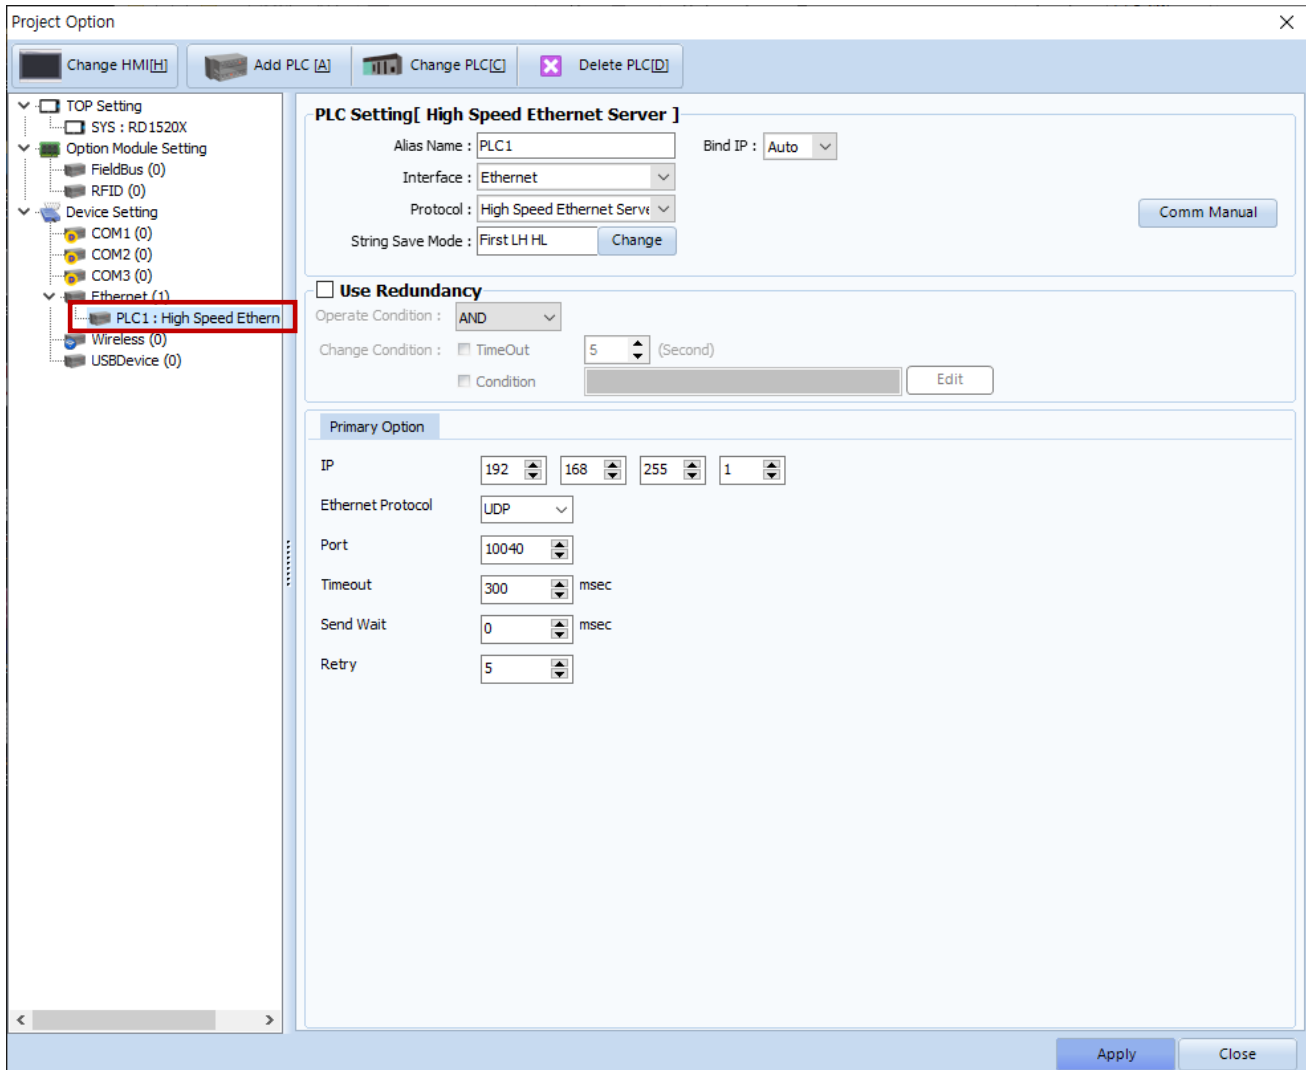 Project Option
Change HMI[H] Add PLC [A] Change PLC[C] Delete PLC[D]
TOP Setting
SYS : RD1520X
Option Module Setting
FieldBus (0)
RFID (0)
Device Setting
COM1 (0)
COM2 (0)
COM3 (0)
Ethernet (1)
PLC1 : High Speed Ethern
Wireless (0)
USBDevice (0)
PLC Setting[ High Speed Ethernet Server ]
Alias Name : PLC1 Bind IP : Auto
Interface : Ethernet
Protocol : High Speed Ethernet Serve
Comm Manual
String Save Mode : First LH HL Change
Use Redundancy
Operate Condition : AND
Change Condition : TimeOut 5 (Second)
Condition Edit
Primary Option
IP 192 168 255 1
Ethernet Protocol UDP
Port 10040
Timeout 300 msec
Send Wait 0 msec
Retry 5
Apply Close